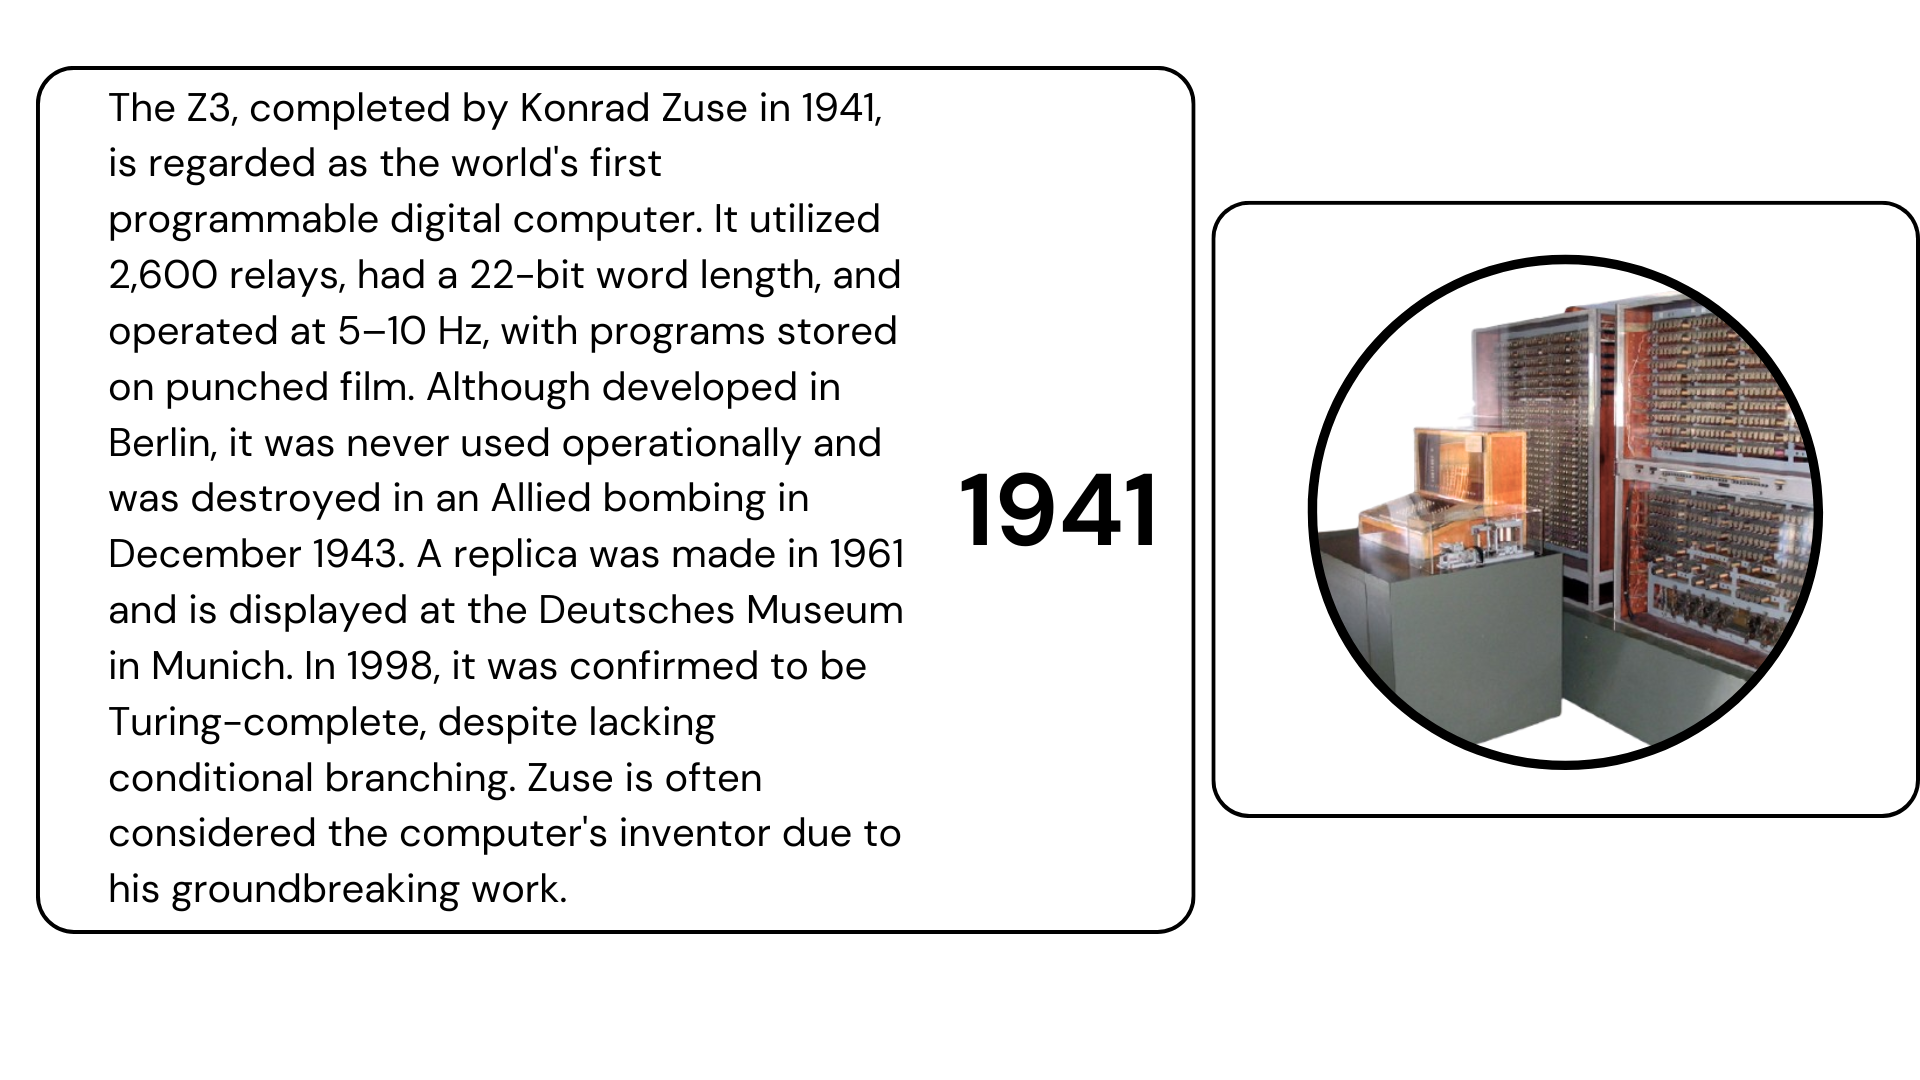 The Z3, completed by Konrad Zuse in 1941,
is regarded as the world's first
programmable digital computer. It utilized
2,600 relays, had a 22-bit word length, and
operated at 5–10 Hz, with programs stored
on punched film. Although developed in
Berlin, it was never used operationally and
was destroyed in an Allied bombing in
December 1943. A replica was made in 1961
and is displayed at the Deutsches Museum
in Munich. In 1998, it was confirmed to be
Turing-complete, despite lacking
conditional branching. Zuse is often
considered the computer's inventor due to
his groundbreaking work.
1941